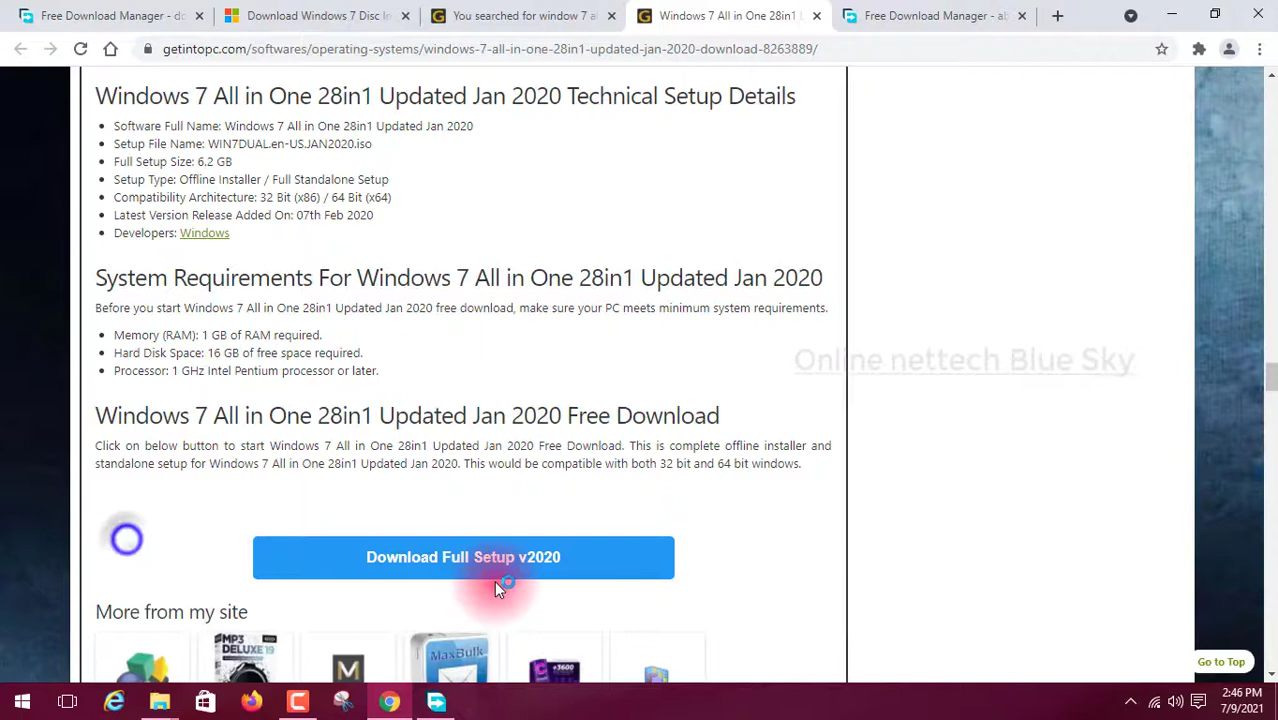 Free Download Manager - do
Download Windows 7 Disc In
You searched for window 7 al
Windows 7 All in One 28in1 U
Free Download Manager - ab
getintopc.com/softwares/operating-systems/windows-7-all-in-one-28in1-updated-jan-2020-download-8263889/
Windows 7 All in One 28in1 Updated Jan 2020 Technical Setup Details
Software Full Name: Windows 7 All in One 28in1 Updated Jan 2020
Setup File Name: WIN7DUAL.en-US.JAN2020.iso
Full Setup Size: 6.2 GB
Setup Type: Offline Installer / Full Standalone Setup
Compatibility Architecture: 32 Bit (x86) / 64 Bit (x64)
Latest Version Release Added On: 07th Feb 2020
Developers: Windows
System Requirements For Windows 7 All in One 28in1 Updated Jan 2020
Before you start Windows 7 All in One 28in1 Updated Jan 2020 free download, make sure your PC meets minimum system requirements.
Memory (RAM): 1 GB of RAM required.
Hard Disk Space: 16 GB of free space required.
Online nettech Blue Sky
Processor: 1 GHz Intel Pentium processor or later.
Windows 7 All in One 28in1 Updated Jan 2020 Free Download
Click on below button to start Windows 7 All in One 28in1 Updated Jan 2020 Free Download. This is complete offline installer and
standalone setup for Windows 7 All in One 28in1 Updated Jan 2020. This would be compatible with both 32 bit and 64 bit windows.
Download Full Setup v2020
More from my site
MP3
DELUXE 19
M
MaxBulk
+3600
Go to Top
2:46 PM
7/9/2021